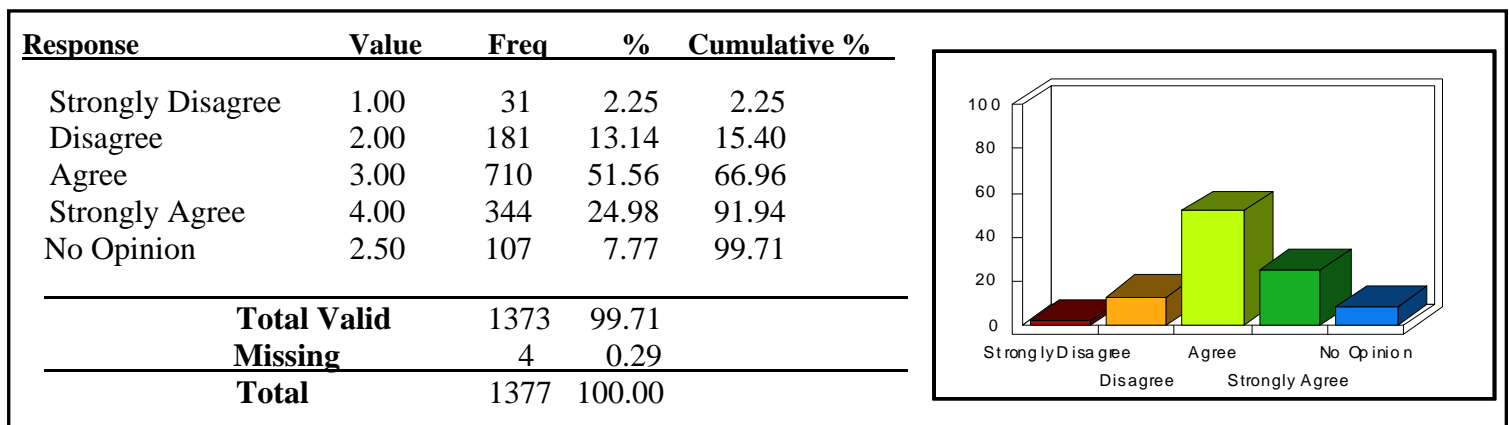 Response Value Freq % Cumulative %
Strongly Disagree 1.00 31 2.25 2.25
Disagree 2.00 181 13.14 15.40
Agree 3.00 710 51.56 66.96
Strongly Agree 4.00 344 24.98 91.94
No Opinion 2.50 107 7.77 99.71
Total Valid 1373 99.71
Missing 4 0.29
Total 1377 100.00
100
80
60
40
20
0
Strongly Disagree Agree No Opinion
Disagree Strongly Agree